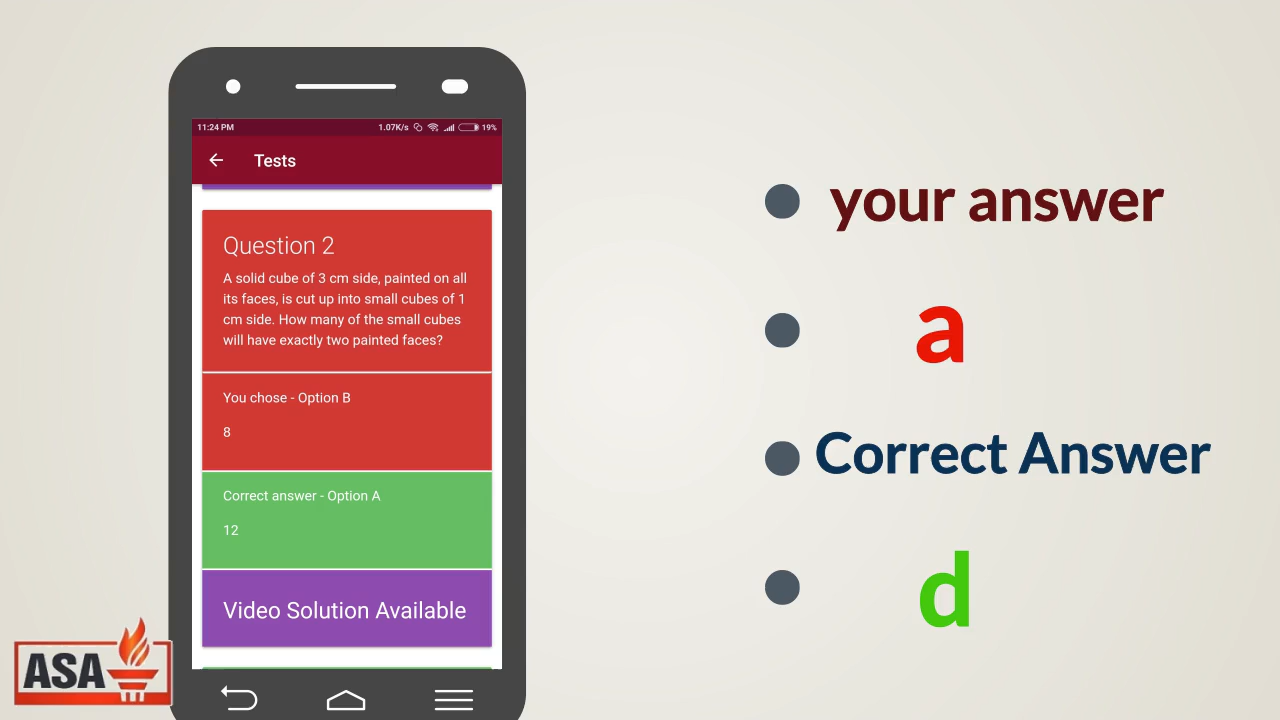 11:24 PM 1.07K/s 19%
Tests
Question 2
A solid cube of 3 cm side, painted on all
its faces, is cut up into small cubes of 1
cm side. How many of the small cubes
will have exactly two painted faces?
You chose - Option B
8
Correct answer - Option A
12
Video Solution Available
ASA
your answer
a
Correct Answer
d